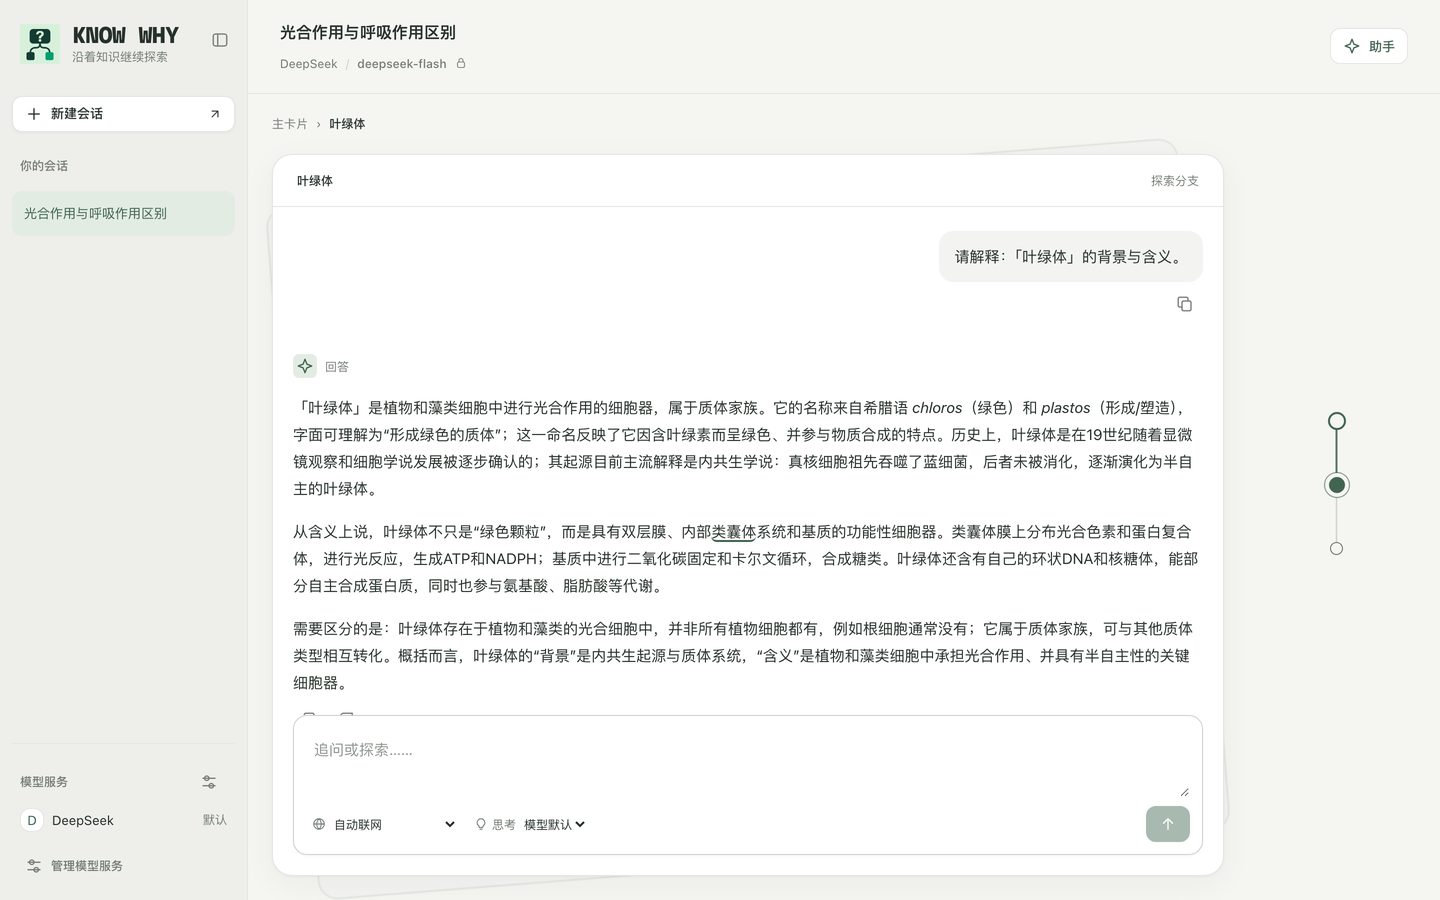 KNOW WHY
沿着知识继续探索
新建会话
你的会话
光合作用与呼吸作用区别
模型服务
D DeepSeek 默认
管理模型服务
光合作用与呼吸作用区别
DeepSeek / deepseek-flash
助手
主卡片 › 叶绿体
叶绿体 探索分支
请解释：「叶绿体」的背景与含义。
回答
「叶绿体」是植物和藻类细胞中进行光合作用的细胞器，属于质体家族。它的名称来自希腊语 chloros（绿色）和 plastos（形成/塑造），
字面可理解为“形成绿色的质体”；这一命名反映了它因含叶绿素而呈绿色、并参与物质合成的特点。历史上，叶绿体是在19世纪随着显微
镜观察和细胞学说发展被逐步确认的；其起源目前主流解释是内共生学说：真核细胞祖先吞噬了蓝细菌，后者未被消化，逐渐演化为半自
主的叶绿体。
从含义上说，叶绿体不只是“绿色颗粒”，而是具有双层膜、内部类囊体系统和基质的功能性细胞器。类囊体膜上分布光合色素和蛋白复合
体，进行光反应，生成ATP和NADPH；基质中进行二氧化碳固定和卡尔文循环，合成糖类。叶绿体还含有自己的环状DNA和核糖体，能部
分自主合成蛋白质，同时也参与氨基酸、脂肪酸等代谢。
需要区分的是：叶绿体存在于植物和藻类的光合细胞中，并非所有植物细胞都有，例如根细胞通常没有；它属于质体家族，可与其他质体
类型相互转化。概括而言，叶绿体的“背景”是内共生起源与质体系统，“含义”是植物和藻类细胞中承担光合作用、并具有半自主性的关键
细胞器。
追问或探索……
自动联网 思考 模型默认